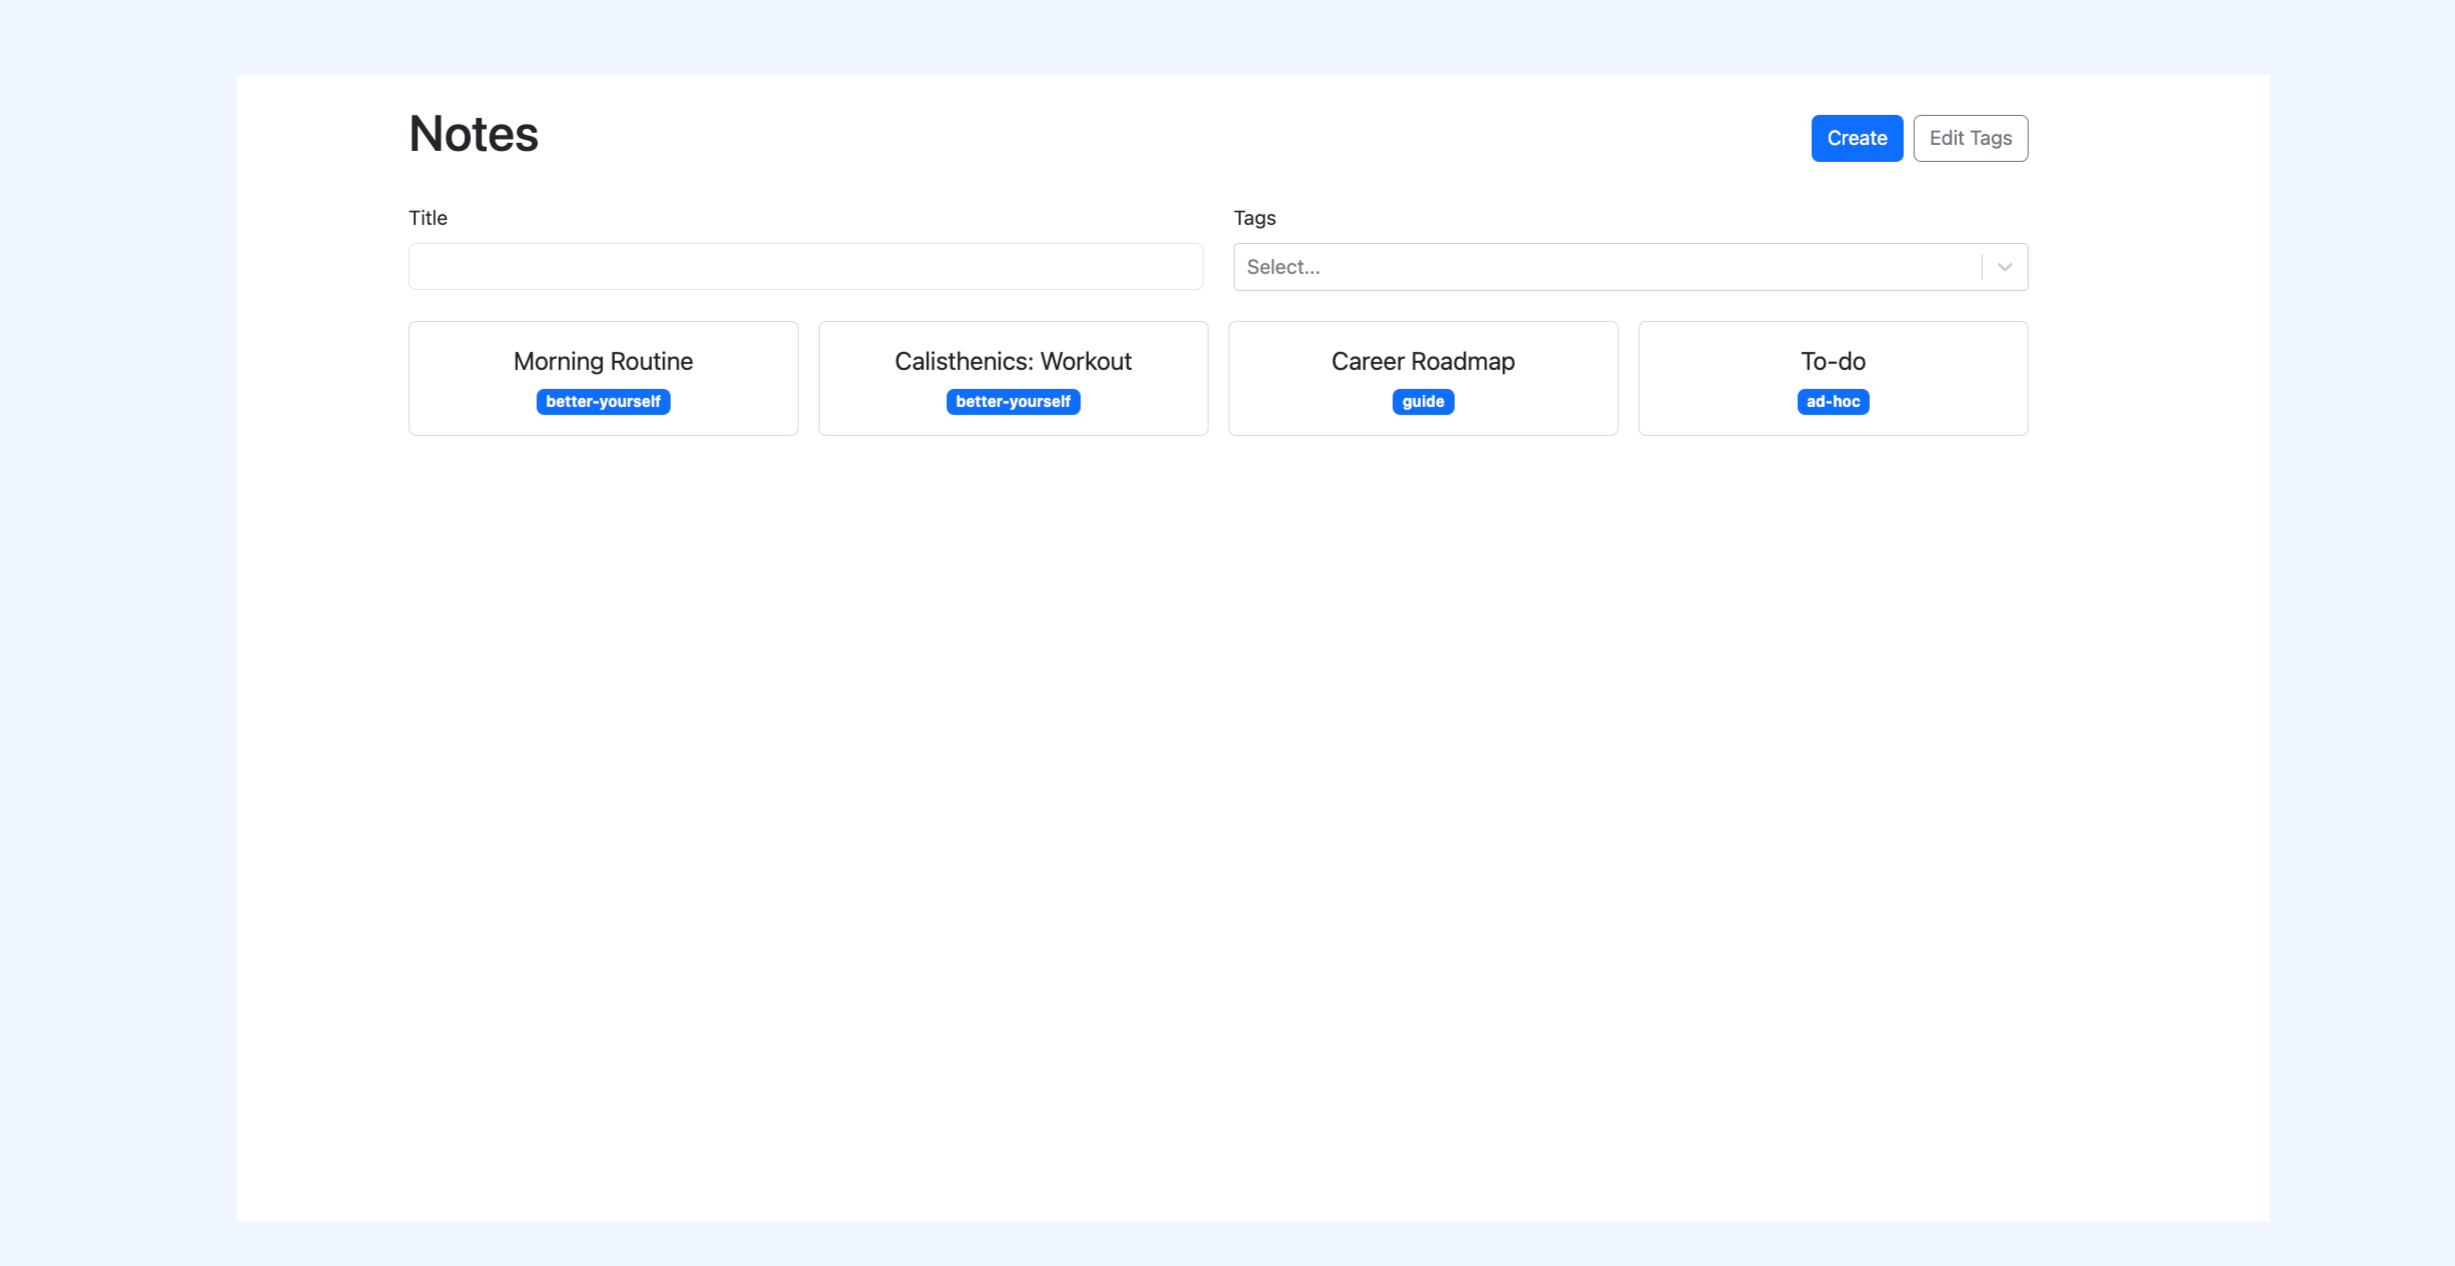 Notes
Create
Edit Tags
Title
Tags
Select...
Morning Routine
better-yourself
Calisthenics: Workout
better-yourself
Career Roadmap
guide
To-do
ad-hoc